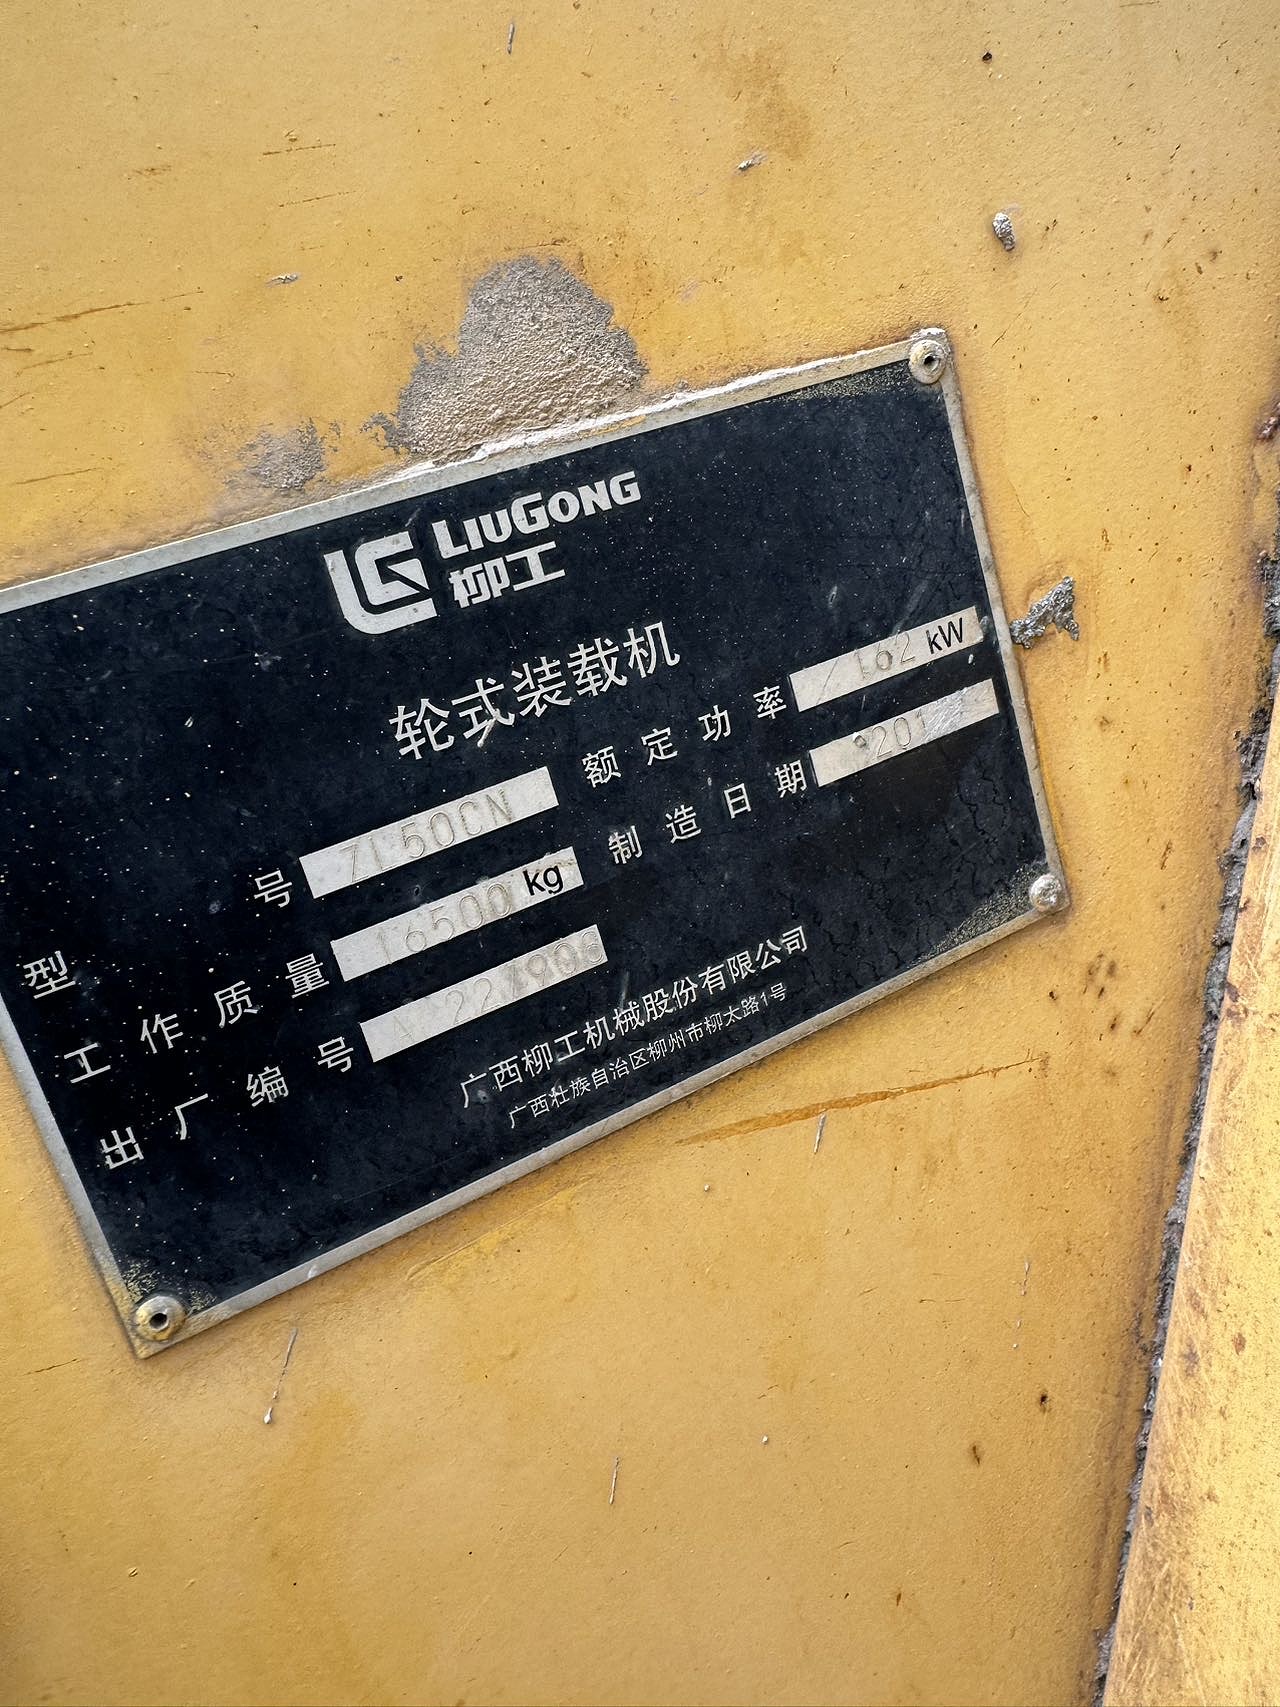 LG LIUGONG
柳工
轮式装载机
型号 ZL50CN 额定功率 162 kW
工作质量 16500 kg 制造日期
出厂编号
广西柳工机械股份有限公司
广西壮族自治区柳州市柳太路1号